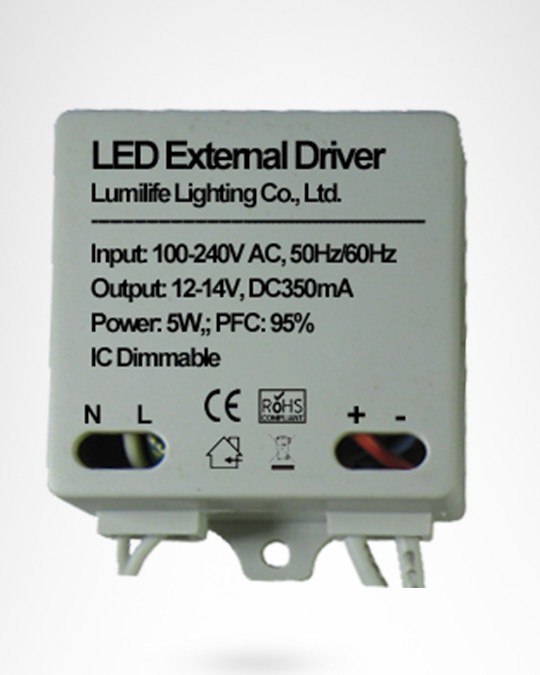 LED External Driver
Lumilife Lighting Co., Ltd.
Input: 100-240V AC, 50Hz/60Hz
Output: 12-14V, DC350mA
Power: 5W,; PFC: 95%
IC Dimmable
N L CE RoHS + -
COMPLIANT